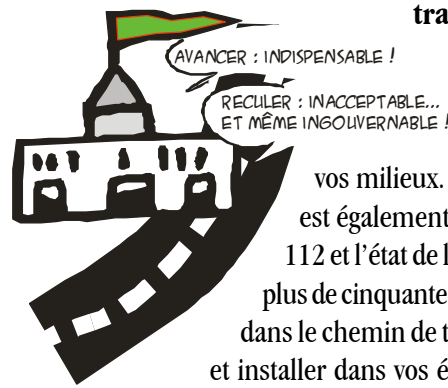 tra
AVANCER : INDISPENSABLE !
RECULER : INACCEPTABLE...
ET MÊME INGOUVERNABLE !
vos milieux.
est également
112 et l’état de l
plus de cinquante
dans le chemin de t
et installer dans vos é